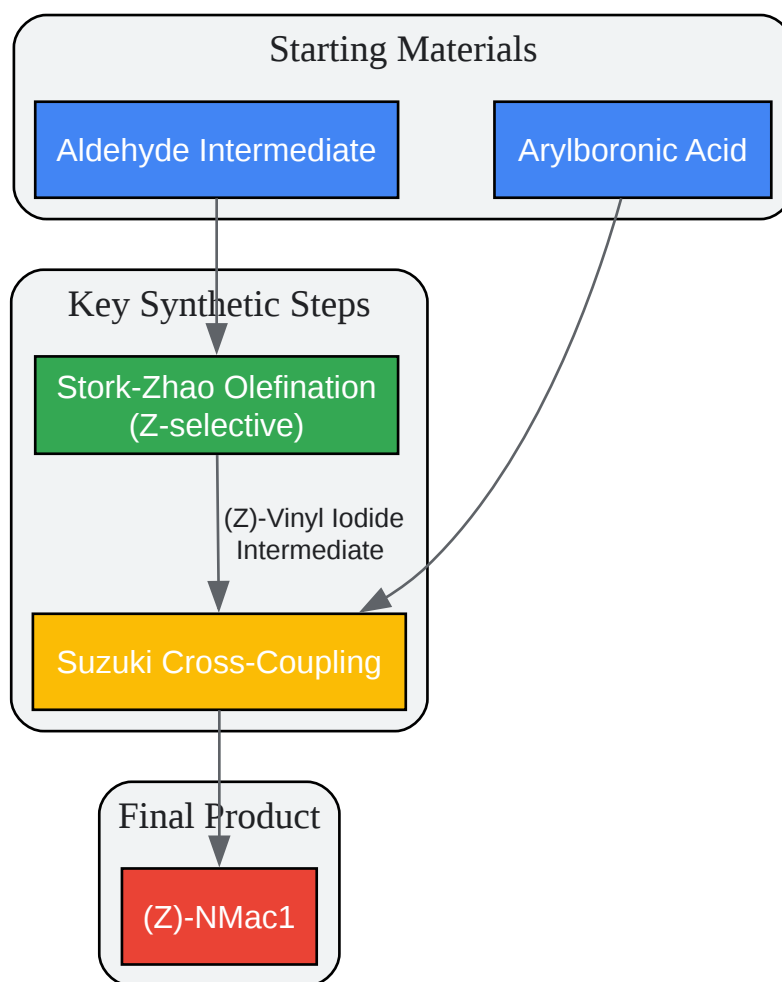 Starting Materials
Aldehyde Intermediate
Arylboronic Acid
Key Synthetic Steps
Stork-Zhao Olefination
(Z-selective)
(Z)-Vinyl Iodide
Intermediate
Suzuki Cross-Coupling
Final Product
(Z)-NMac1